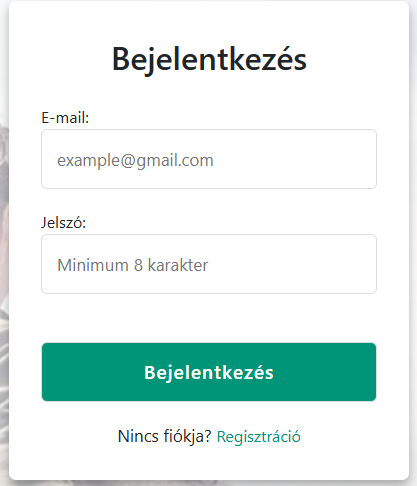 Bejelentkezés
E-mail:
example@gmail.com
Jelszó:
Minimum 8 karakter
Bejelentkezés
Nincs fiókja? Regisztráció